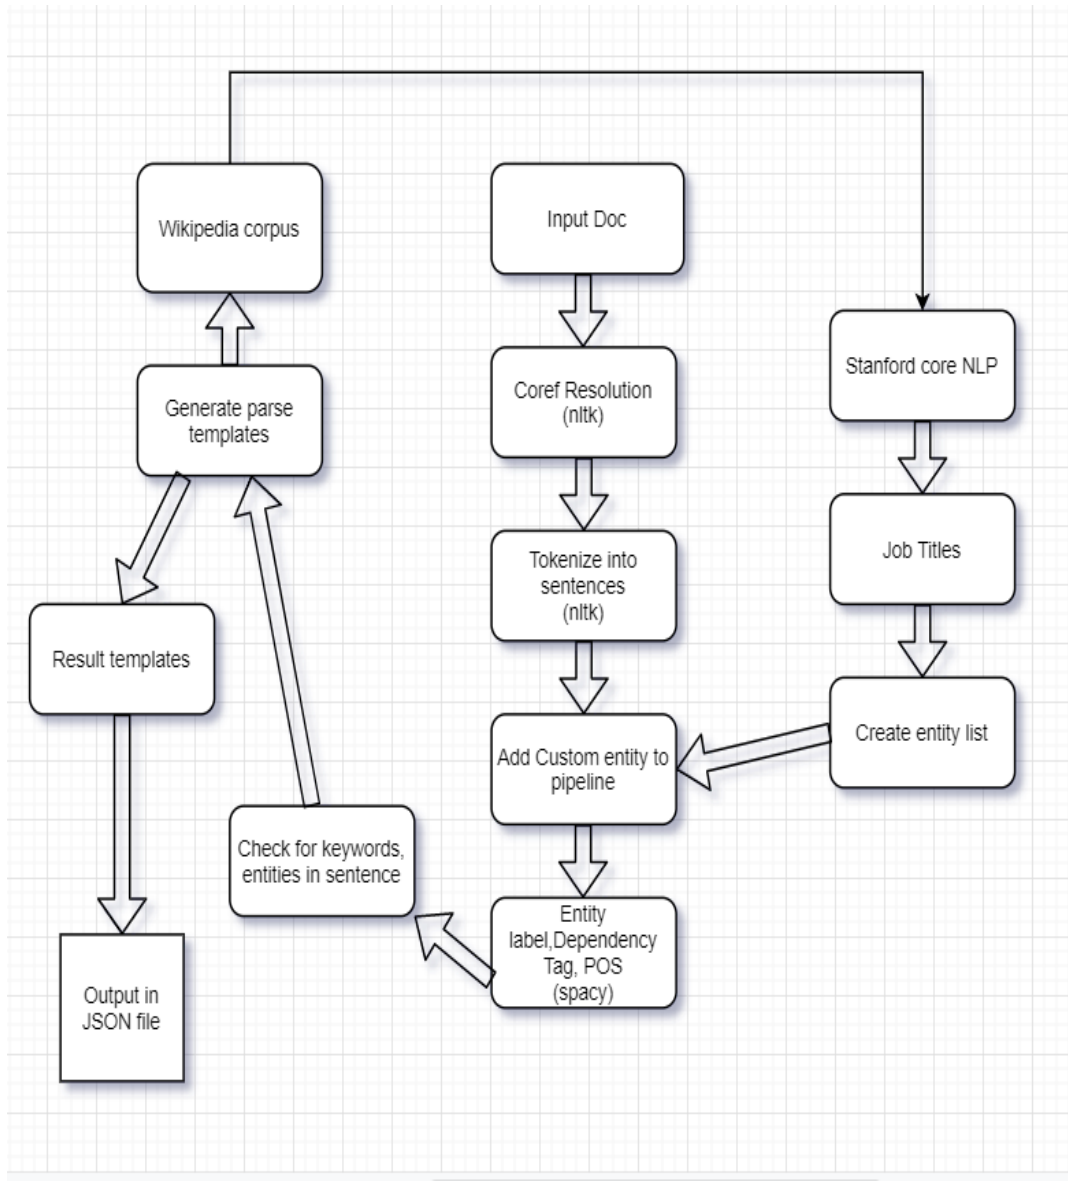 Wikipedia corpus
Input Doc
Stanford core NLP
Coref Resolution
(nltk)
Generate parse
templates
Tokenize into
sentences
(nltk)
Job Titles
Result templates
Add Custom entity to
pipeline
Create entity list
Check for keywords,
entities in sentence
Entity
label,Dependency
Tag, POS
(spacy)
Output in
JSON file